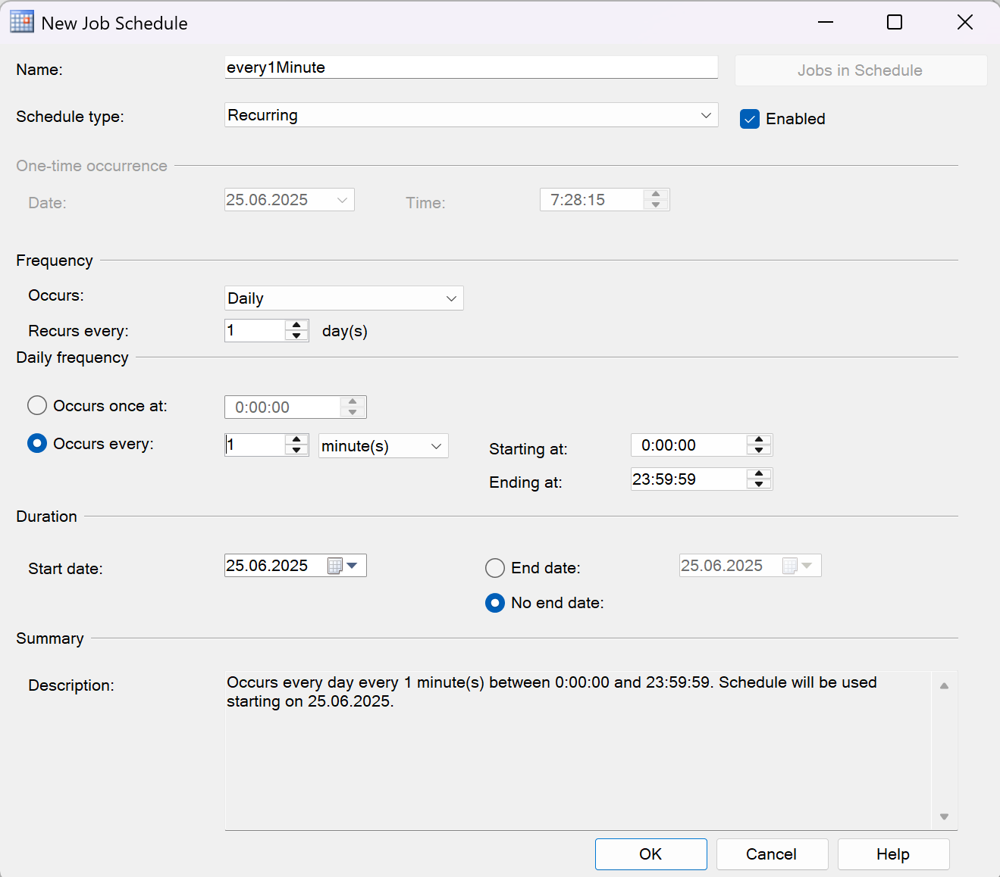 New Job Schedule
Name: every1Minute Jobs in Schedule
Schedule type: Recurring Enabled
One-time occurrence
Date: 25.06.2025 Time: 7:28:15
Frequency
Occurs: Daily
Recurs every: 1 day(s)
Daily frequency
Occurs once at: 0:00:00
Occurs every: 1 minute(s) Starting at: 0:00:00
Ending at: 23:59:59
Duration
Start date: 25.06.2025 End date: 25.06.2025
No end date:
Summary
Description: Occurs every day every 1 minute(s) between 0:00:00 and 23:59:59. Schedule will be used
starting on 25.06.2025.
OK Cancel Help